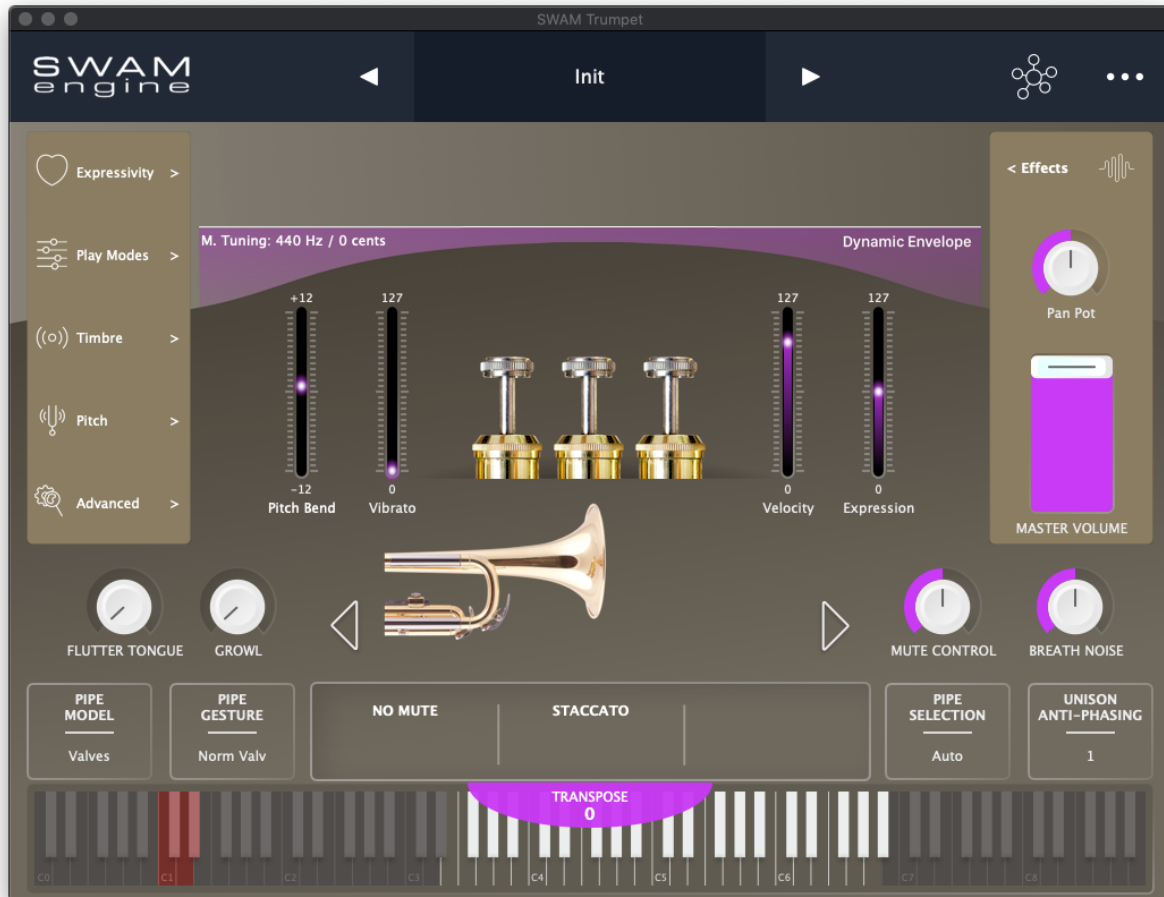 SWAM Trumpet
SWAM
engine
Init
Expressivity >
Play Modes >
Timbre >
Pitch >
Advanced >
M. Tuning: 440 Hz / 0 cents
Dynamic Envelope
< Effects
Pan Pot
MASTER VOLUME
+12
127
127
127
-12
0
0
0
Pitch Bend
Vibrato
Velocity
Expression
FLUTTER TONGUE
GROWL
MUTE CONTROL
BREATH NOISE
PIPE
MODEL
Valves
PIPE
GESTURE
Norm Valv
NO MUTE
STACCATO
PIPE
SELECTION
Auto
UNISON
ANTI-PHASING
1
TRANSPOSE
0
C0 C1 C2 C3 C4 C5 C6 C7 C8